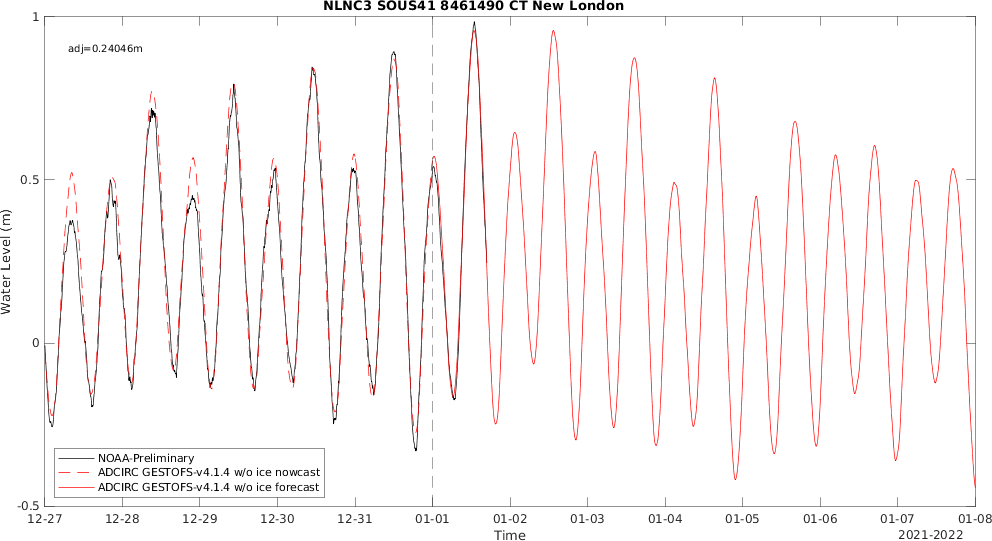 NLNC3 SOUS41 8461490 CT New London
adj=0.24046m
1
0.5
0
-0.5
Water Level (m)
NOAA-Preliminary
ADCIRC GESTOFS-v4.1.4 w/o ice nowcast
ADCIRC GESTOFS-v4.1.4 w/o ice forecast
12-27 12-28 12-29 12-30 12-31 01-01 01-02 01-03 01-04 01-05 01-06 01-07 01-08
Time
2021-2022